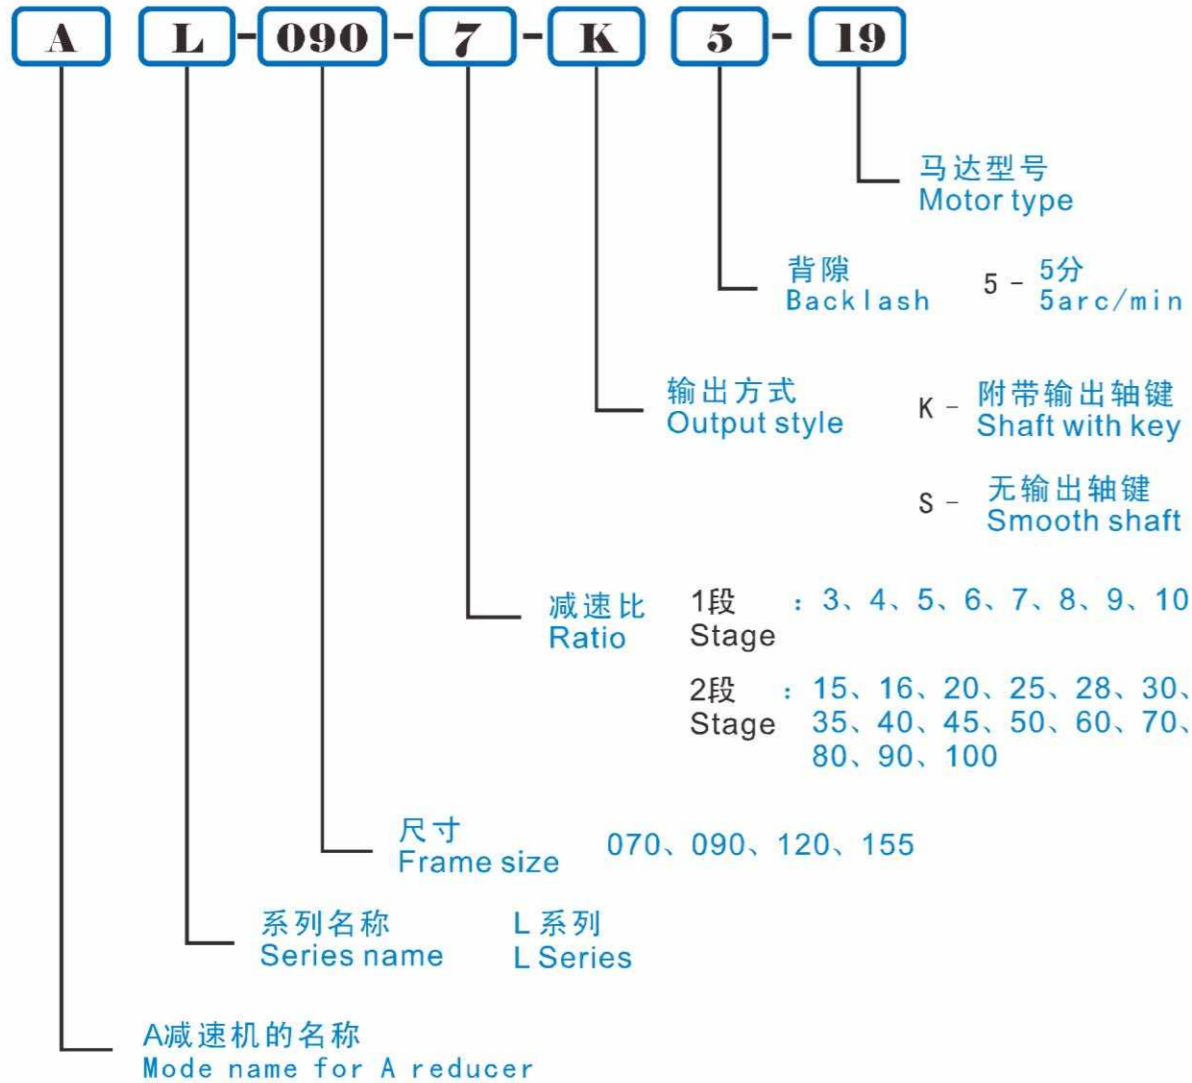 A L-090-7-K 5-19
马达型号
Motor type
背隙 5 - 5分
Backlash 5arc/min
输出方式 K - 附带输出轴键
Output style Shaft with key
S - 无输出轴键
Smooth shaft
减速比 1段 : 3、4、5、6、7、8、9、10
Ratio Stage
2段 : 15、16、20、25、28、30、
Stage 35、40、45、50、60、70、
80、90、100
尺寸 070、090、120、155
Frame size
系列名称 L 系列
Series name L Series
A减速机的名称
Mode name for A reducer